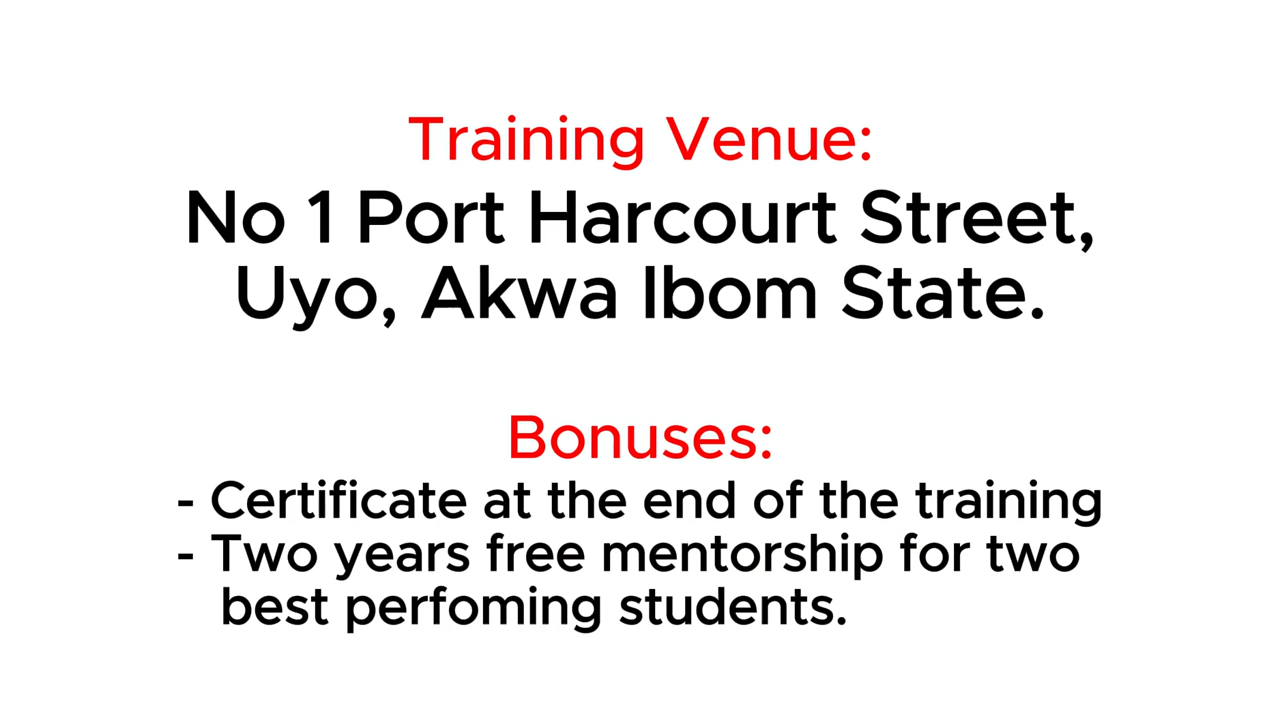 Training Venue:
No 1 Port Harcourt Street,
Uyo, Akwa Ibom State.
Bonuses:
- Certificate at the end of the training
- Two years free mentorship for two
best perfoming students.